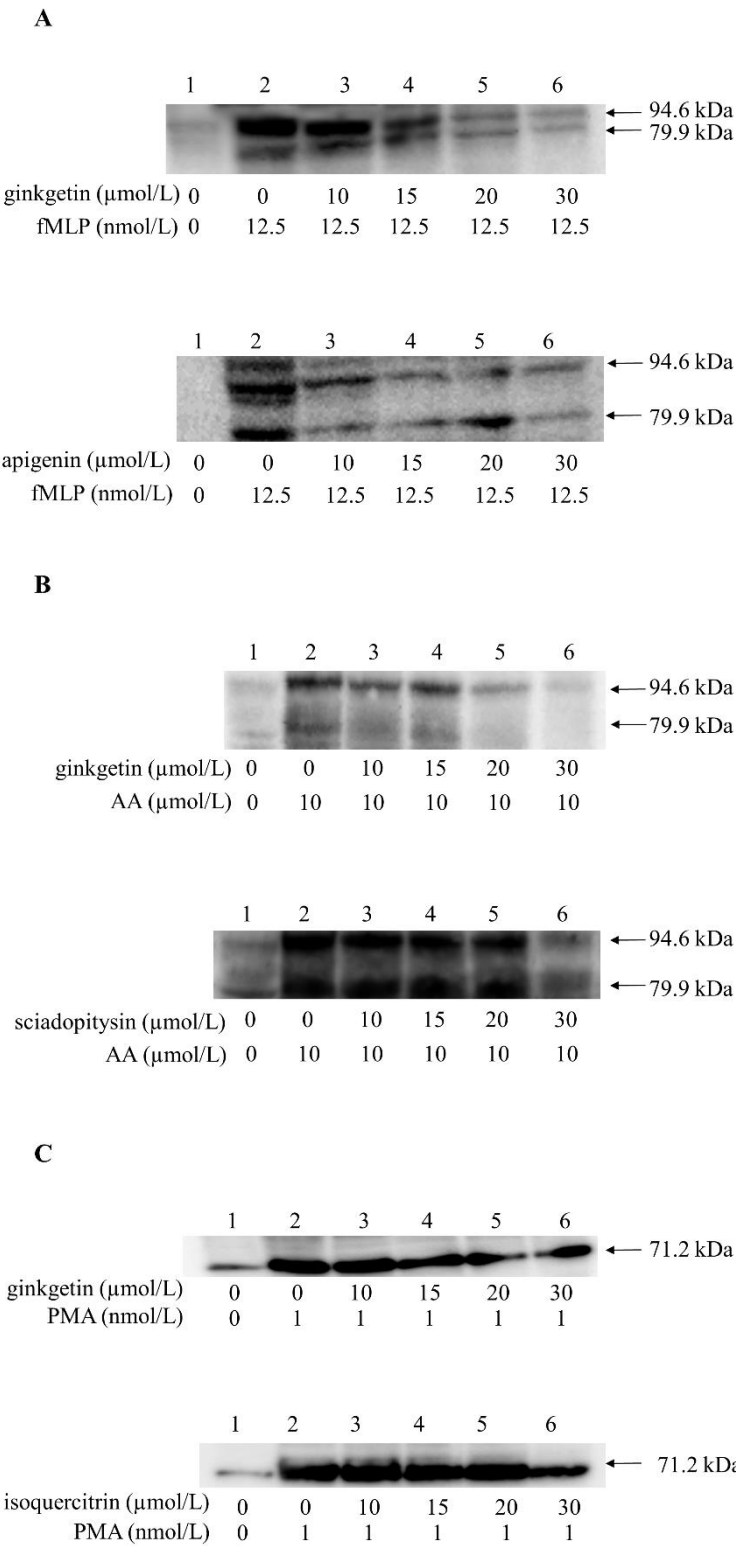 A
1 2 3 4 5 6
94.6 kDa
79.9 kDa
ginkgetin (µmol/L) 0 0 10 15 20 30
fMLP (nmol/L) 0 12.5 12.5 12.5 12.5 12.5
1 2 3 4 5 6
94.6 kDa
79.9 kDa
apigenin (µmol/L) 0 0 10 15 20 30
fMLP (nmol/L) 0 12.5 12.5 12.5 12.5 12.5
B
1 2 3 4 5 6
94.6 kDa
79.9 kDa
ginkgetin (µmol/L) 0 0 10 15 20 30
AA (µmol/L) 0 10 10 10 10 10
1 2 3 4 5 6
94.6 kDa
79.9 kDa
sciadopitysin (µmol/L) 0 0 10 15 20 30
AA (µmol/L) 0 10 10 10 10 10
C
1 2 3 4 5 6
71.2 kDa
ginkgetin (µmol/L) 0 0 10 15 20 30
PMA (nmol/L) 0 1 1 1 1 1
1 2 3 4 5 6
71.2 kDa
isoquercitrin (µmol/L) 0 0 10 15 20 30
PMA (nmol/L) 0 1 1 1 1 1